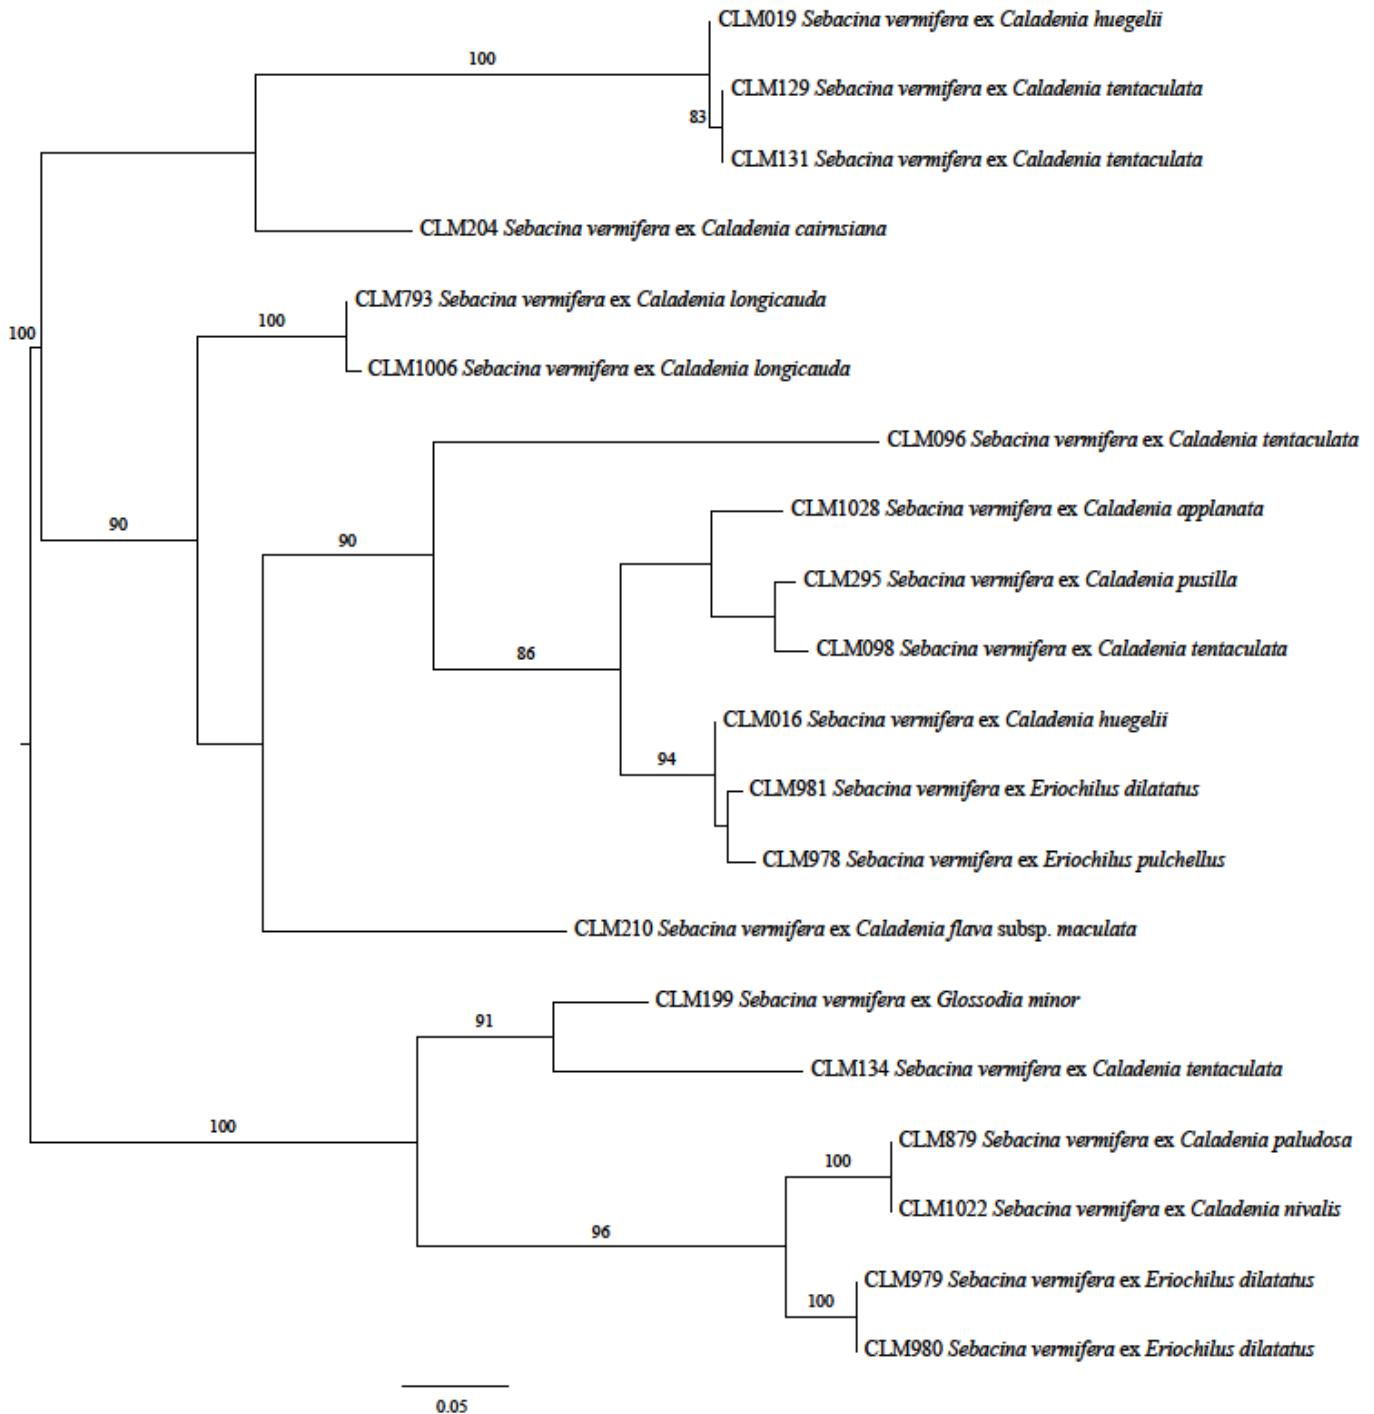 CLM019 Sebacina vermifera ex Caladenia huegelii
100
CLM129 Sebacina vermifera ex Caladenia tentaculata
83
CLM131 Sebacina vermifera ex Caladenia tentaculata
CLM204 Sebacina vermifera ex Caladenia cairnsiana
CLM793 Sebacina vermifera ex Caladenia longicauda
100
100
CLM1006 Sebacina vermifera ex Caladenia longicauda
CLM096 Sebacina vermifera ex Caladenia tentaculata
CLM1028 Sebacina vermifera ex Caladenia applanata
90
90
CLM295 Sebacina vermifera ex Caladenia pusilla
CLM098 Sebacina vermifera ex Caladenia tentaculata
86
CLM016 Sebacina vermifera ex Caladenia huegelii
94
CLM981 Sebacina vermifera ex Eriochilus dilatatus
CLM978 Sebacina vermifera ex Eriochilus pulchellus
CLM210 Sebacina vermifera ex Caladenia flava subsp. maculata
CLM199 Sebacina vermifera ex Glossodia minor
91
CLM134 Sebacina vermifera ex Caladenia tentaculata
100
CLM879 Sebacina vermifera ex Caladenia paludosa
100
CLM1022 Sebacina vermifera ex Caladenia nivalis
96
CLM979 Sebacina vermifera ex Eriochilus dilatatus
100
CLM980 Sebacina vermifera ex Eriochilus dilatatus
0.05